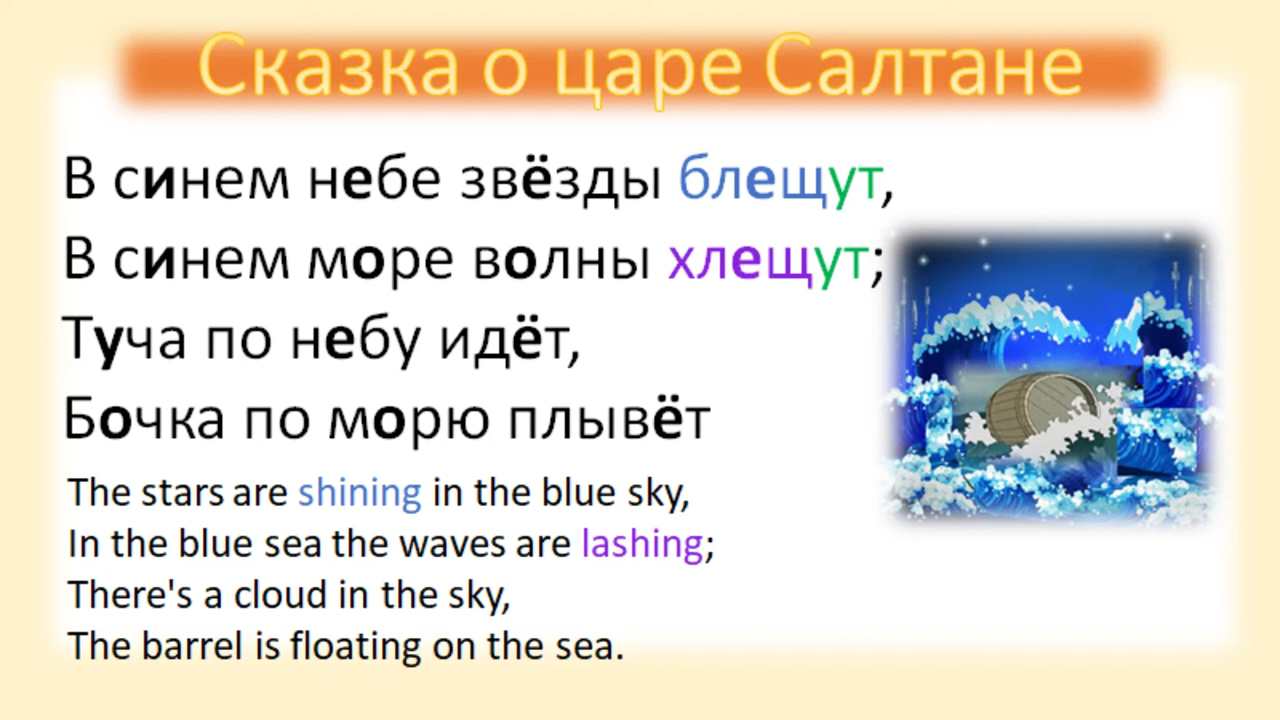 Сказка о царе Салтане
В синем небе звёзды блещут,
В синем море волны хлещут;
Туча по небу идёт,
Бочка по морю плывёт
The stars are shining in the blue sky,
In the blue sea the waves are lashing;
There's a cloud in the sky,
The barrel is floating on the sea.